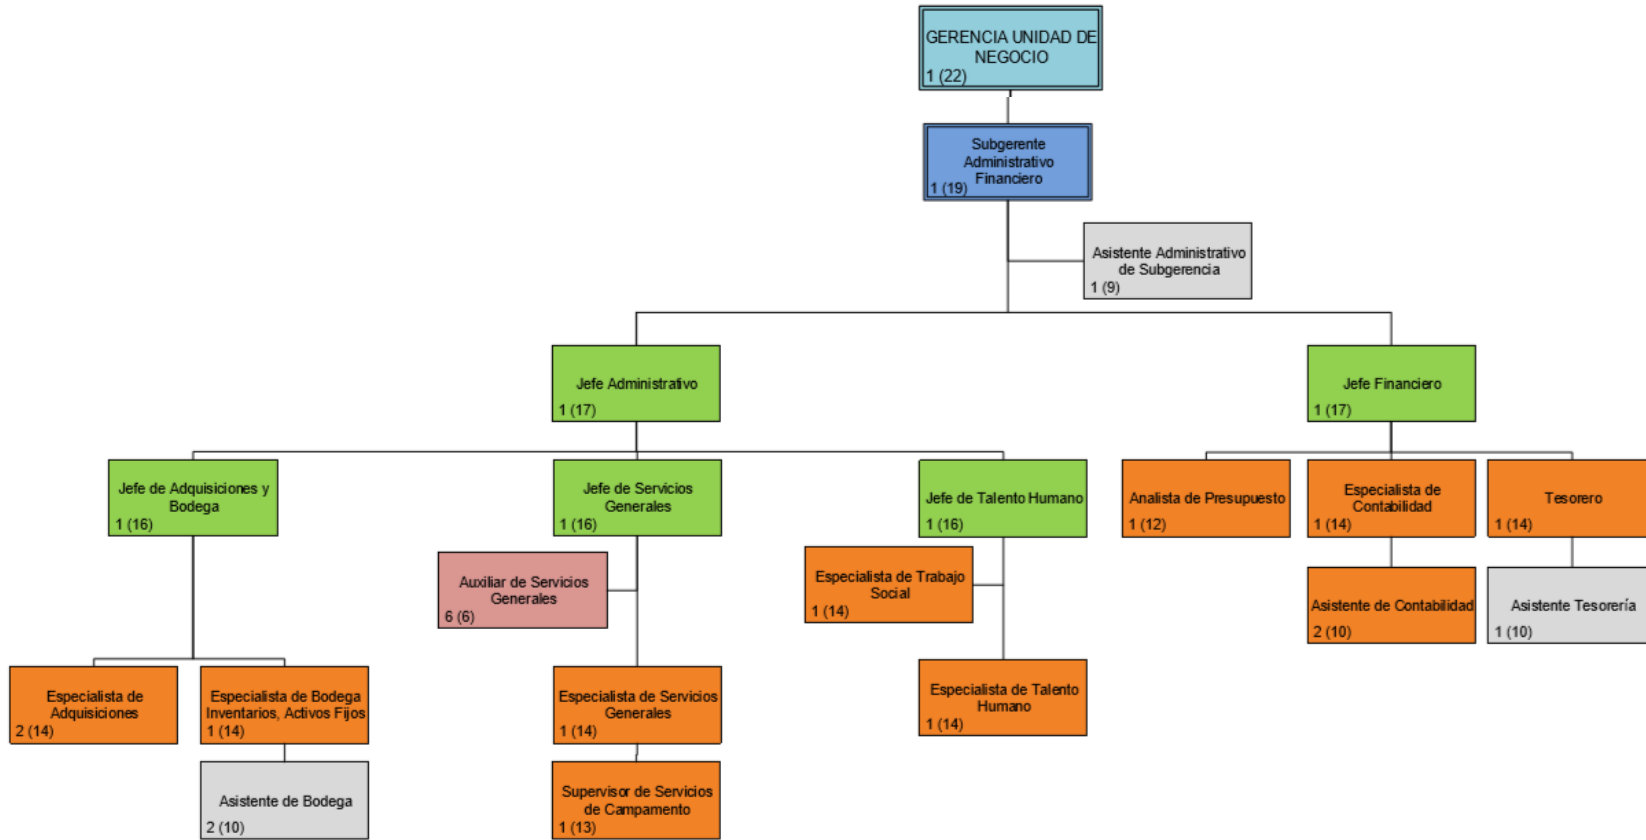 GERENCIA UNIDAD DE
NEGOCIO
1 (22)
Subgerente
Administrativo
Financiero
1 (19)
Asistente Administrativo
de Subgerencia
1 (9)
Jefe Administrativo
1 (17)
Jefe Financiero
1 (17)
Jefe de Adquisiciones y
Bodega
1 (16)
Jefe de Servicios
Generales
1 (16)
Jefe de Talento Humano
1 (16)
Analista de Presupuesto
1 (12)
Especialista de
Contabilidad
1 (14)
Tesorero
1 (14)
Auxiliar de Servicios
Generales
6 (6)
Especialista de Trabajo
Social
1 (14)
Asistente de Contabilidad
2 (10)
Asistente Tesorería
1 (10)
Especialista de
Adquisiciones
2 (14)
Especialista de Bodega
Inventarios, Activos Fijos
1 (14)
Especialista de Servicios
Generales
1 (14)
Especialista de Talento
Humano
1 (14)
Asistente de Bodega
2 (10)
Supervisor de Servicios
de Campamento
1 (13)